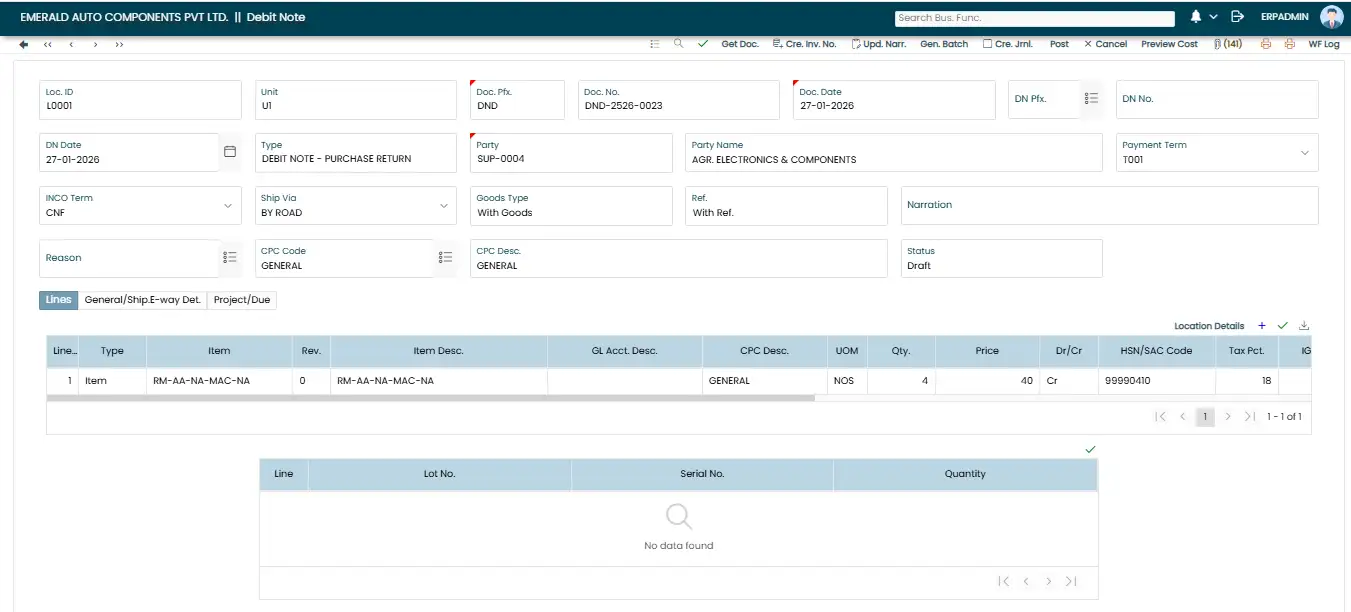 EMERALD AUTO COMPONENTS PVT LTD. || Debit Note Search Bus. Func. ERPADMIN
Get Doc. Cre. Inv. No. Upd. Narr. Gen. Batch Cre. Jrnl. Post Cancel Preview Cost (141) WF Log
Loc. ID Unit Doc. Pfx. Doc. No. Doc. Date DN Pfx. DN No.
L0001 U1 DND DND-2526-0023 27-01-2026
DN Date Type Party Party Name Payment Term
27-01-2026 DEBIT NOTE - PURCHASE RETURN SUP-0004 AGR. ELECTRONICS & COMPONENTS T001
INCO Term Ship Via Goods Type Ref. Narration
CNF BY ROAD With Goods With Ref.
Reason CPC Code CPC Desc. Status
GENERAL GENERAL Draft
Lines General/Ship.E-way Det. Project/Due
Location Details
Line... Type Item Rev. Item Desc. GL Acct. Desc. CPC Desc. UOM Qty. Price Dr/Cr HSN/SAC Code Tax Pct. IG
1 Item RM-AA-NA-MAC-NA 0 RM-AA-NA-MAC-NA GENERAL NOS 4 40 Cr 99990410 18
1 1 - 1 of 1
Line Lot No. Serial No. Quantity
No data found